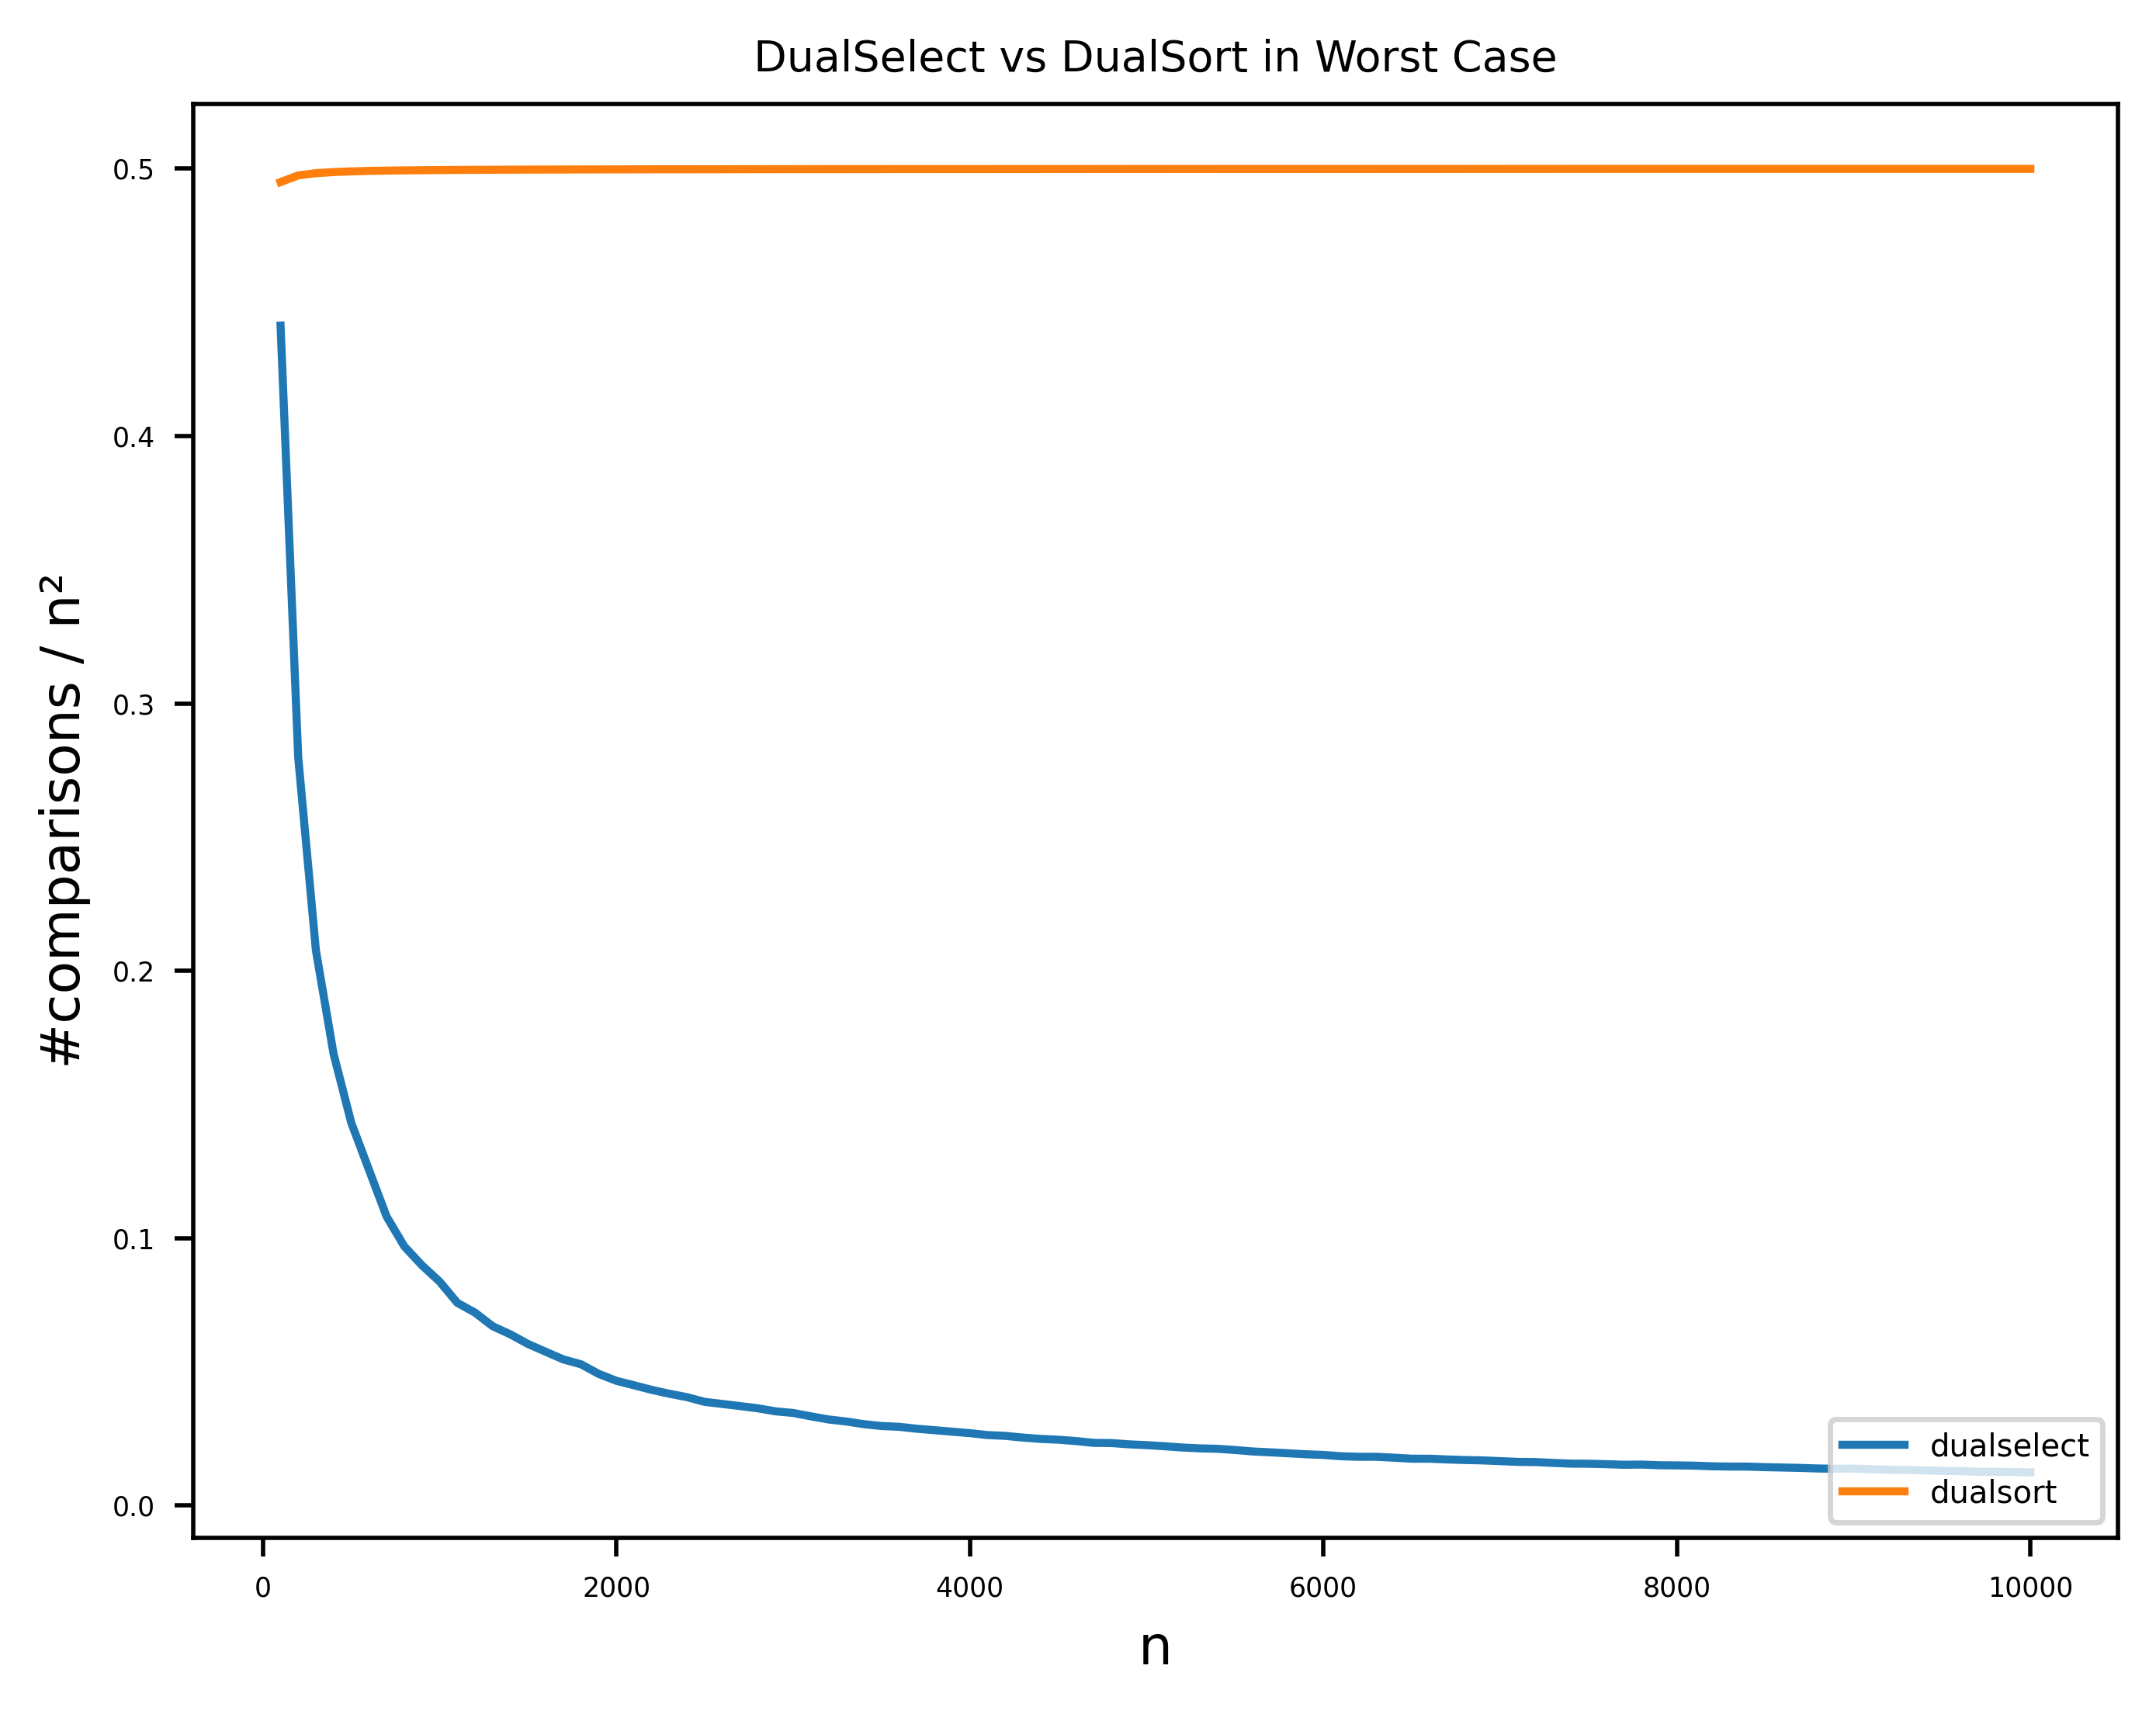 DualSelect vs DualSort in Worst Case
#comparisons / n²
0.5
0.4
0.3
0.2
0.1
0.0
0 2000 4000 6000 8000 10000
n
dualselect
dualsort